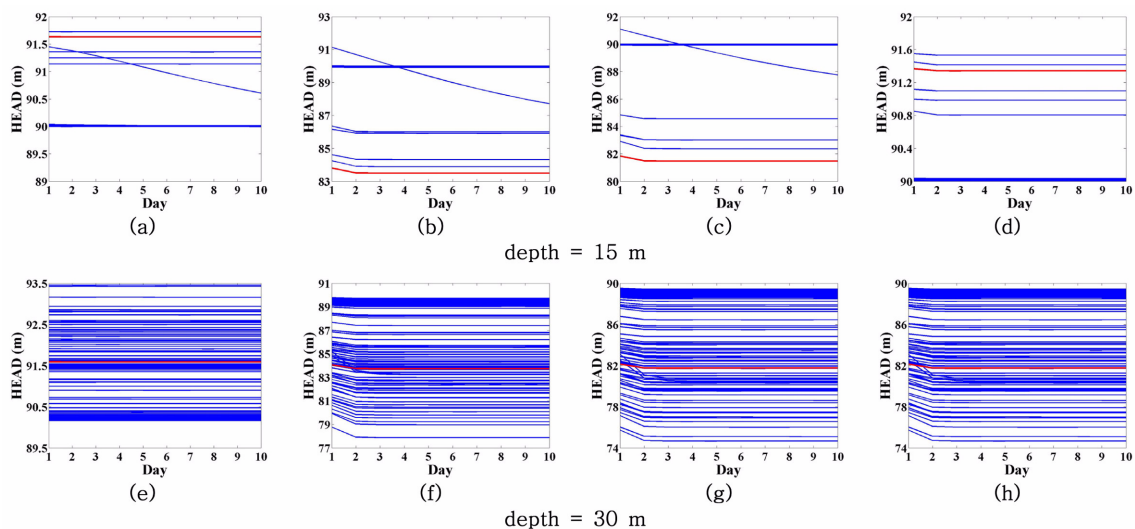 92
91.5
91
90.5
90
89.5
89
HEAD (m)
1 2 3 4 5 6 7 8 9 10
Day
(a)
93
92
90
89
87
86
84
83
HEAD (m)
1 2 3 4 5 6 7 8 9 10
Day
(b)
92
90
88
86
84
82
80
HEAD (m)
1 2 3 4 5 6 7 8 9 10
Day
(c)
92
91.6
91.2
90.8
90.4
90
HEAD (m)
1 2 3 4 5 6 7 8 9 10
Day
(d)
depth = 15 m
93.5
92.5
91.5
90.5
89.5
HEAD (m)
1 2 3 4 5 6 7 8 9 10
Day
(e)
91
89
87
85
83
81
79
77
HEAD (m)
1 2 3 4 5 6 7 8 9 10
Day
(f)
90
86
82
78
74
HEAD (m)
1 2 3 4 5 6 7 8 9 10
Day
(g)
90
86
82
78
74
HEAD (m)
1 2 3 4 5 6 7 8 9 10
Day
(h)
depth = 30 m